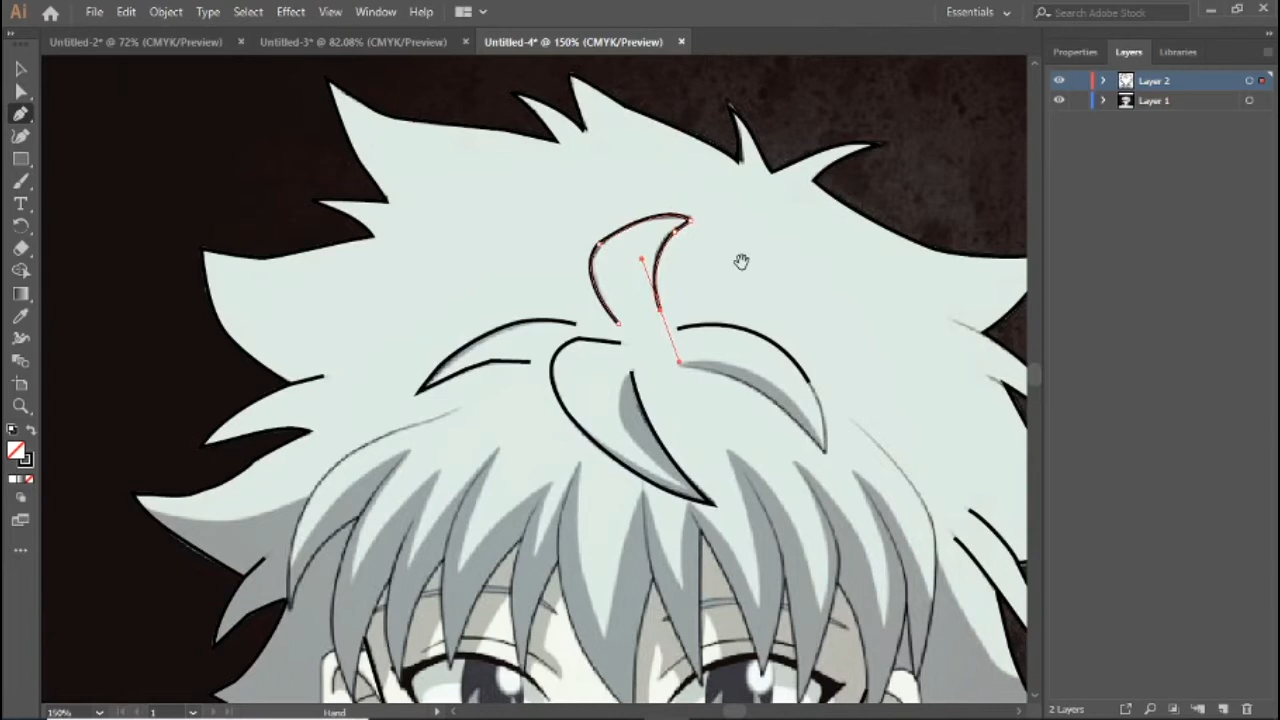 Ai File Edit Object Type Select Effect View Window Help Essentials Search Adobe Stock
Untitled-2* @ 72% (CMYK/Preview) × Untitled-3* @ 82.08% (CMYK/Preview) × Untitled-4* @ 150% (CMYK/Preview) ×
Properties Layers Libraries
Layer 2
Layer 1
150% 1 Hand
2 Layers